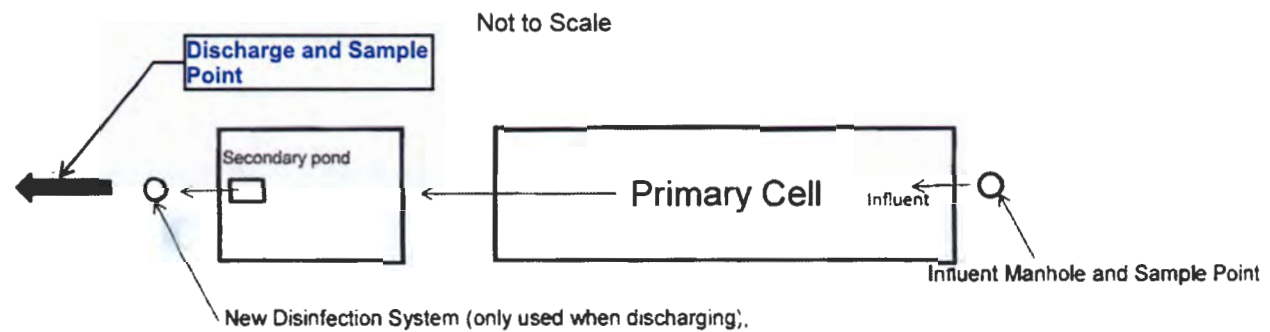 Not to Scale
Discharge and Sample
Point
Secondary pond
Primary Cell
Influent
Influent Manhole and Sample Point
New Disinfection System (only used when discharging),